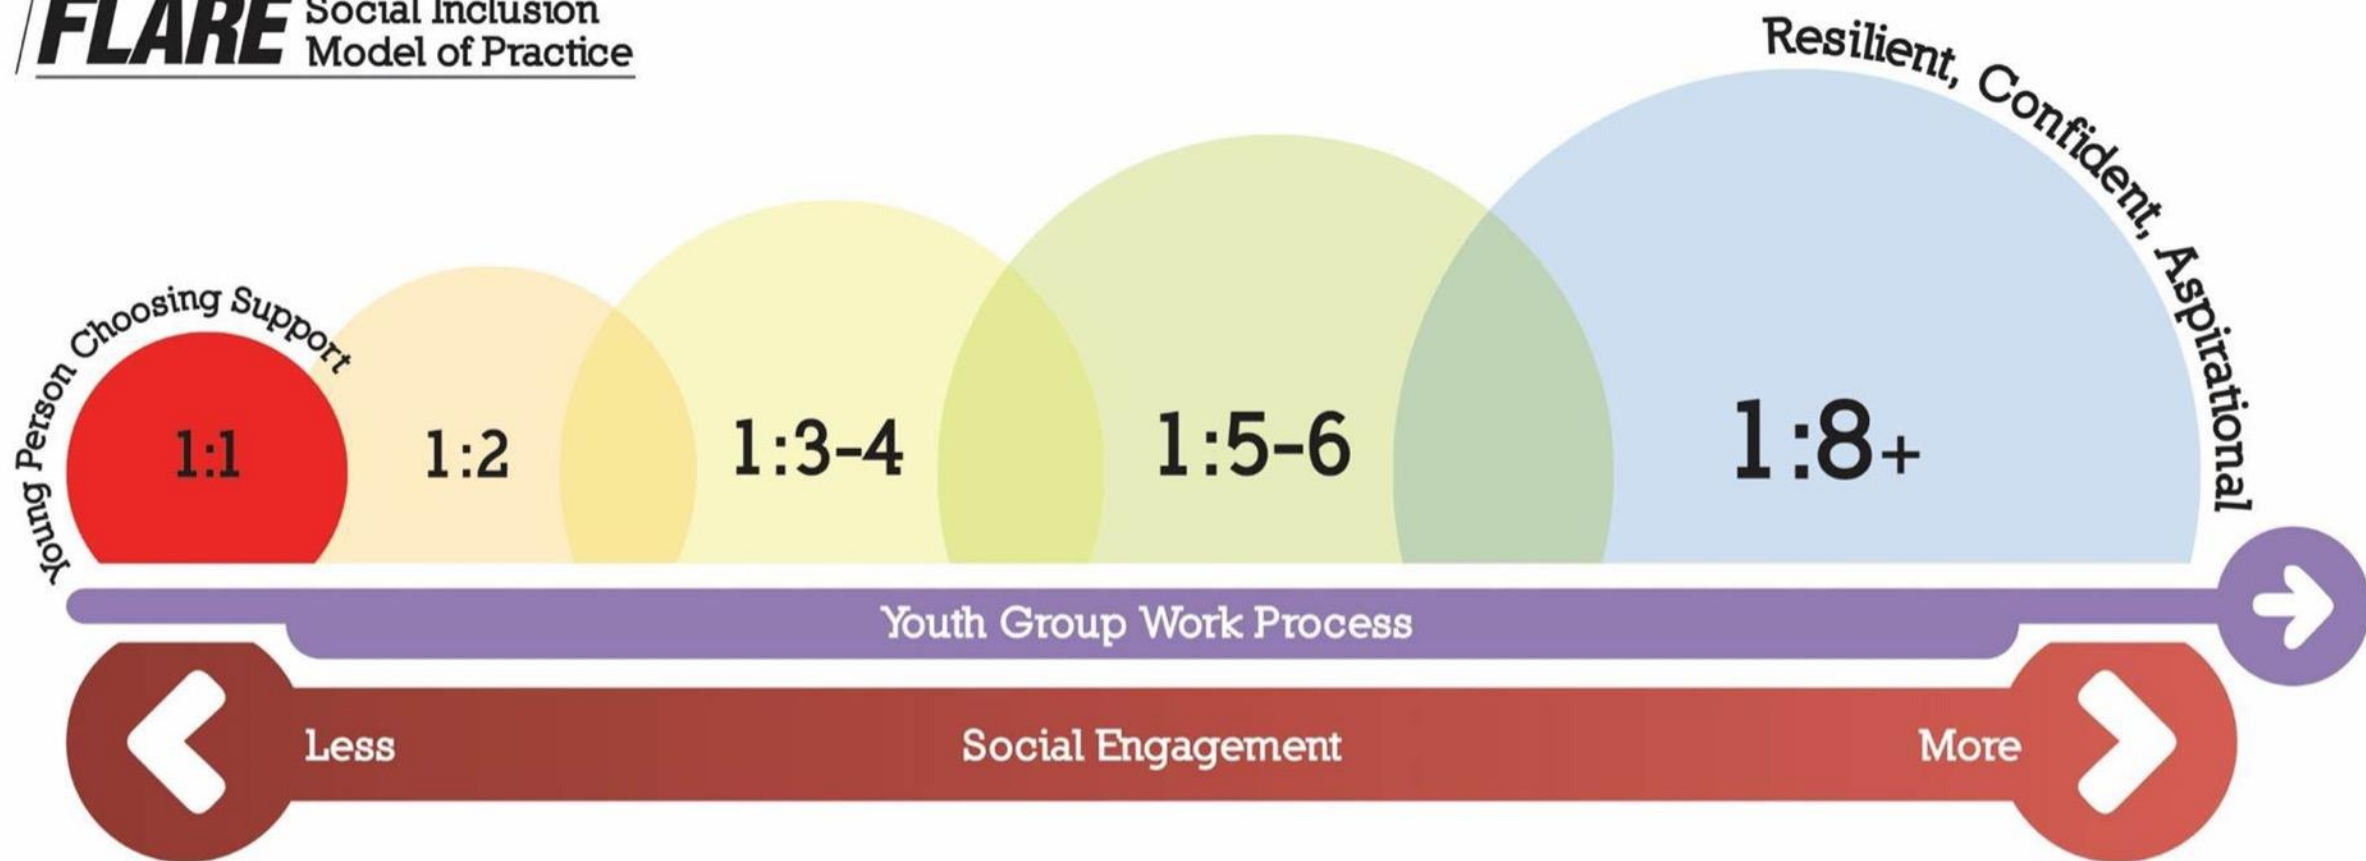 FLARE
Social Inclusion
Model of Practice
Resilient, Confident, Aspirational
Young Person Choosing Support
1:1
1:2
1:3-4
1:5-6
1:8+
Youth Group Work Process
Less
Social Engagement
More